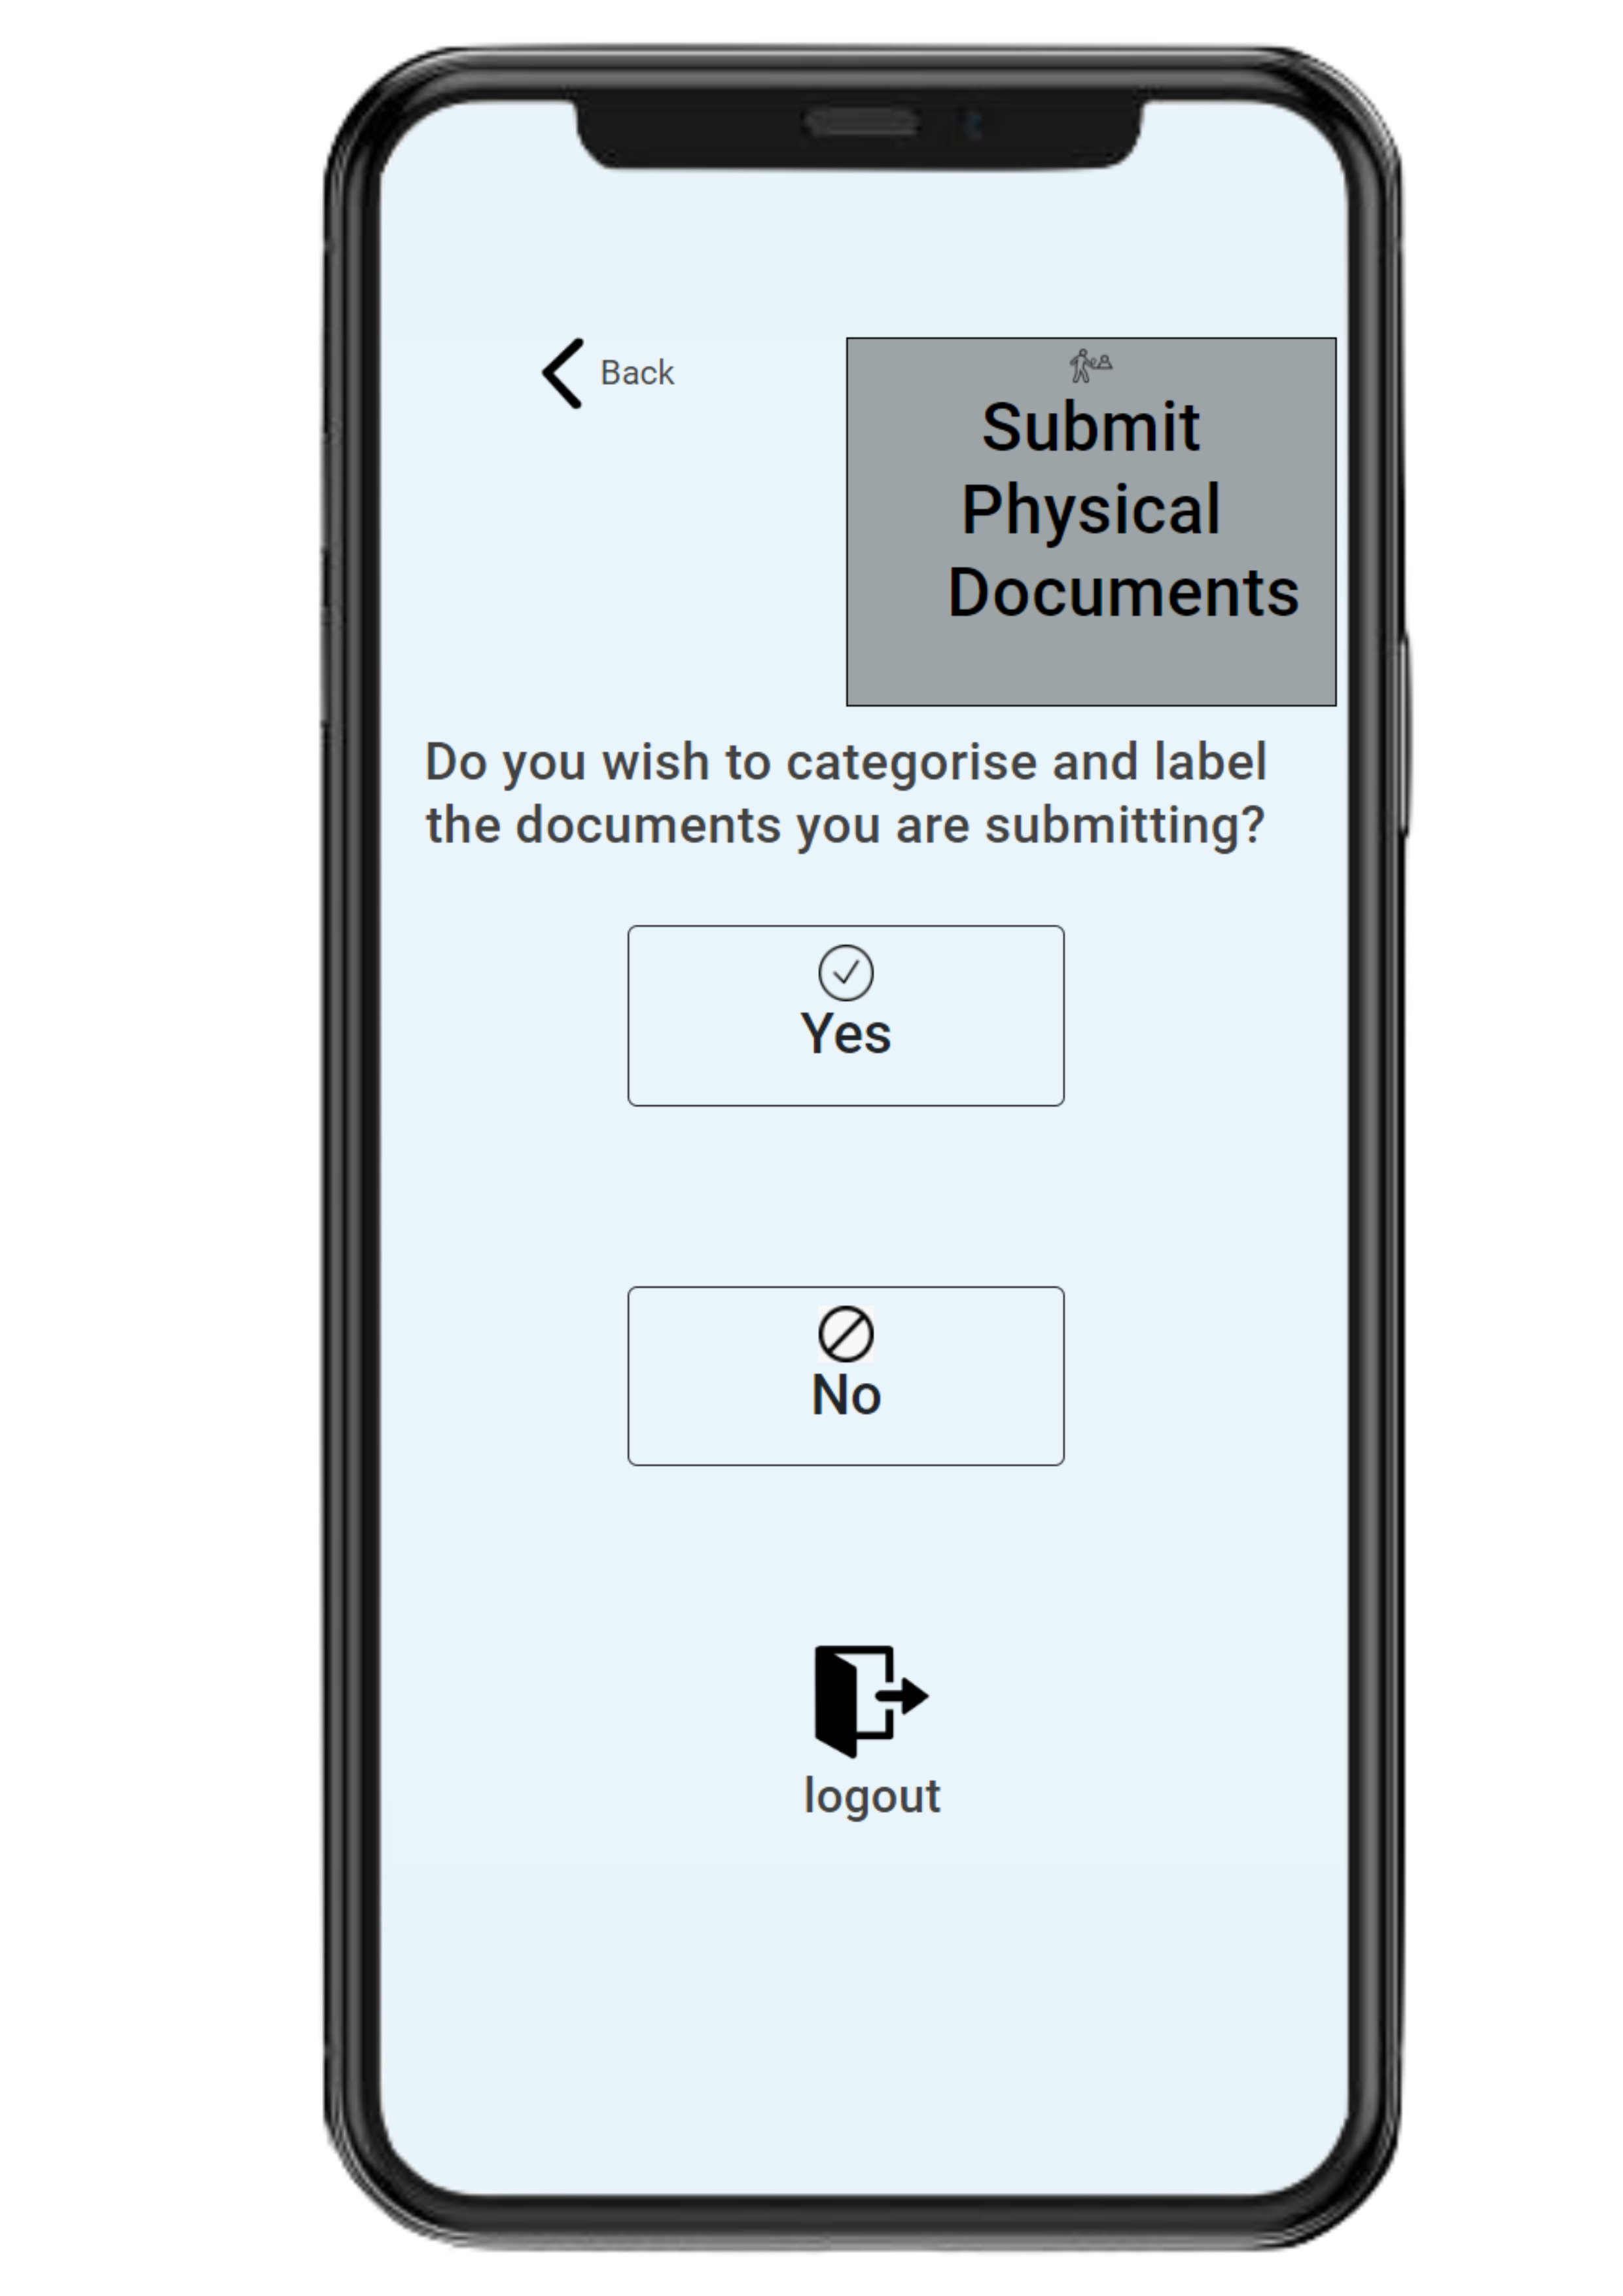 Back
Submit
Physical
Documents
Do you wish to categorise and label
the documents you are submitting?
Yes
No
logout